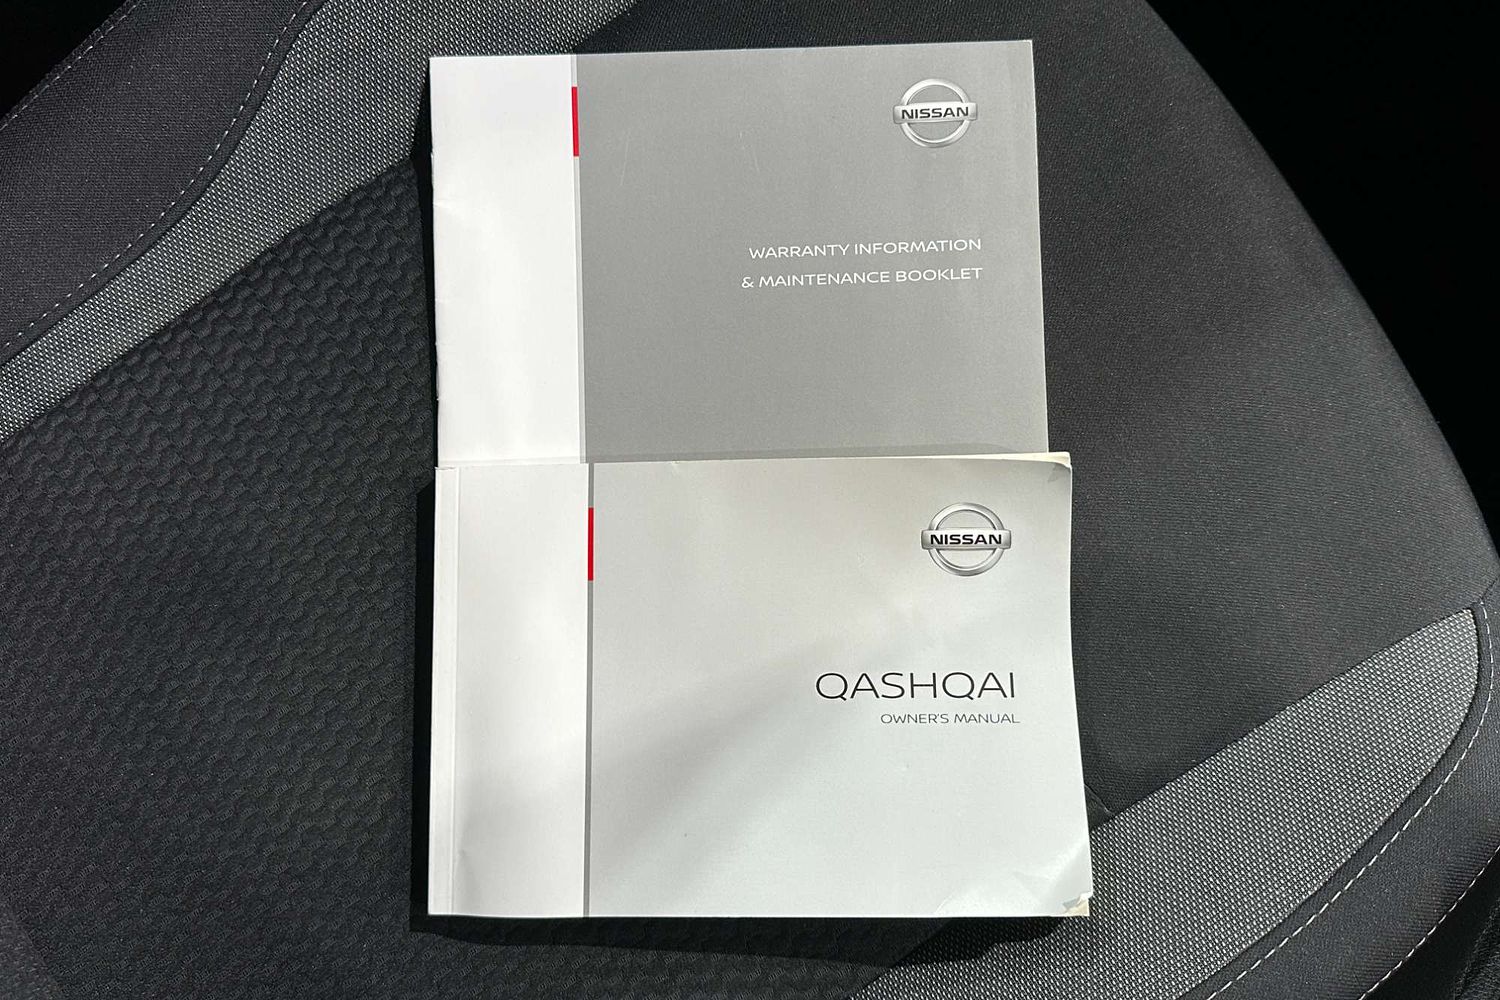 NISSAN
WARRANTY INFORMATION
& MAINTENANCE BOOKLET
NISSAN
QASHQAI
OWNER'S MANUAL